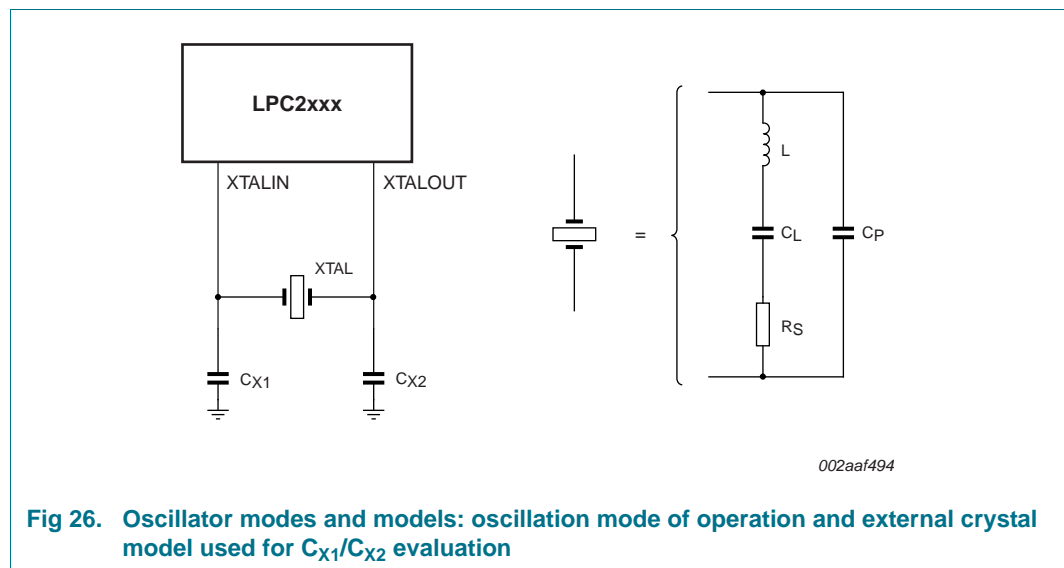 LPC2xxx
XTALIN XTALOUT
XTAL
CX1
CX2
=
L
CL
CP
RS
002aaf494
Fig 26. Oscillator modes and models: oscillation mode of operation and external crystal
model used for CX1/CX2 evaluation